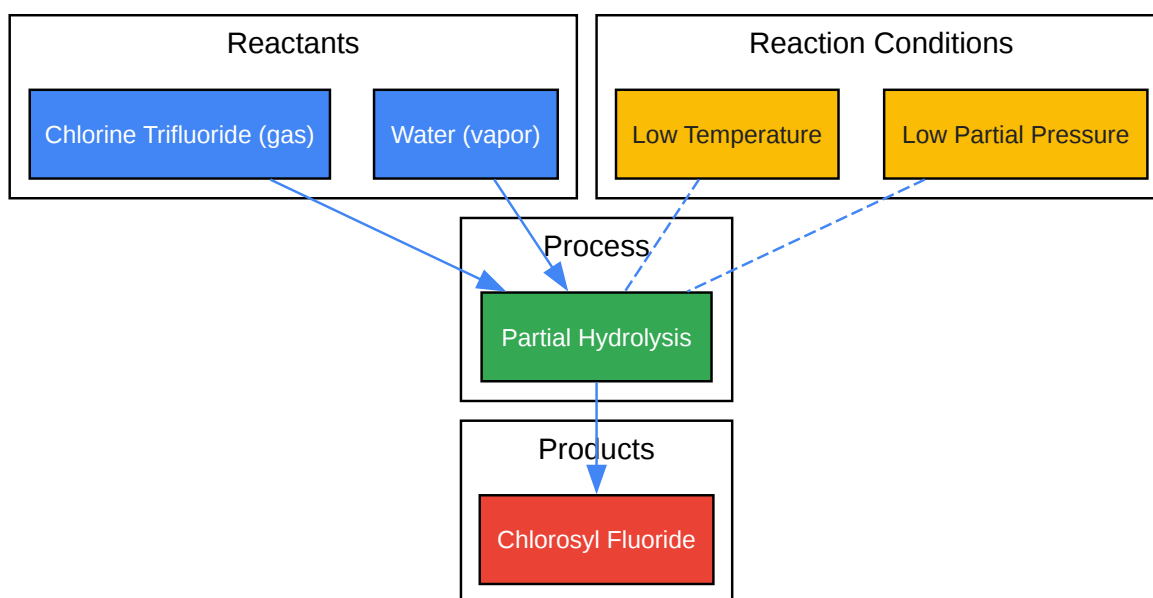 Reactants
Reaction Conditions
Chlorine Trifluoride (gas)
Water (vapor)
Low Temperature
Low Partial Pressure
Process
Partial Hydrolysis
Products
Chlorosyl Fluoride